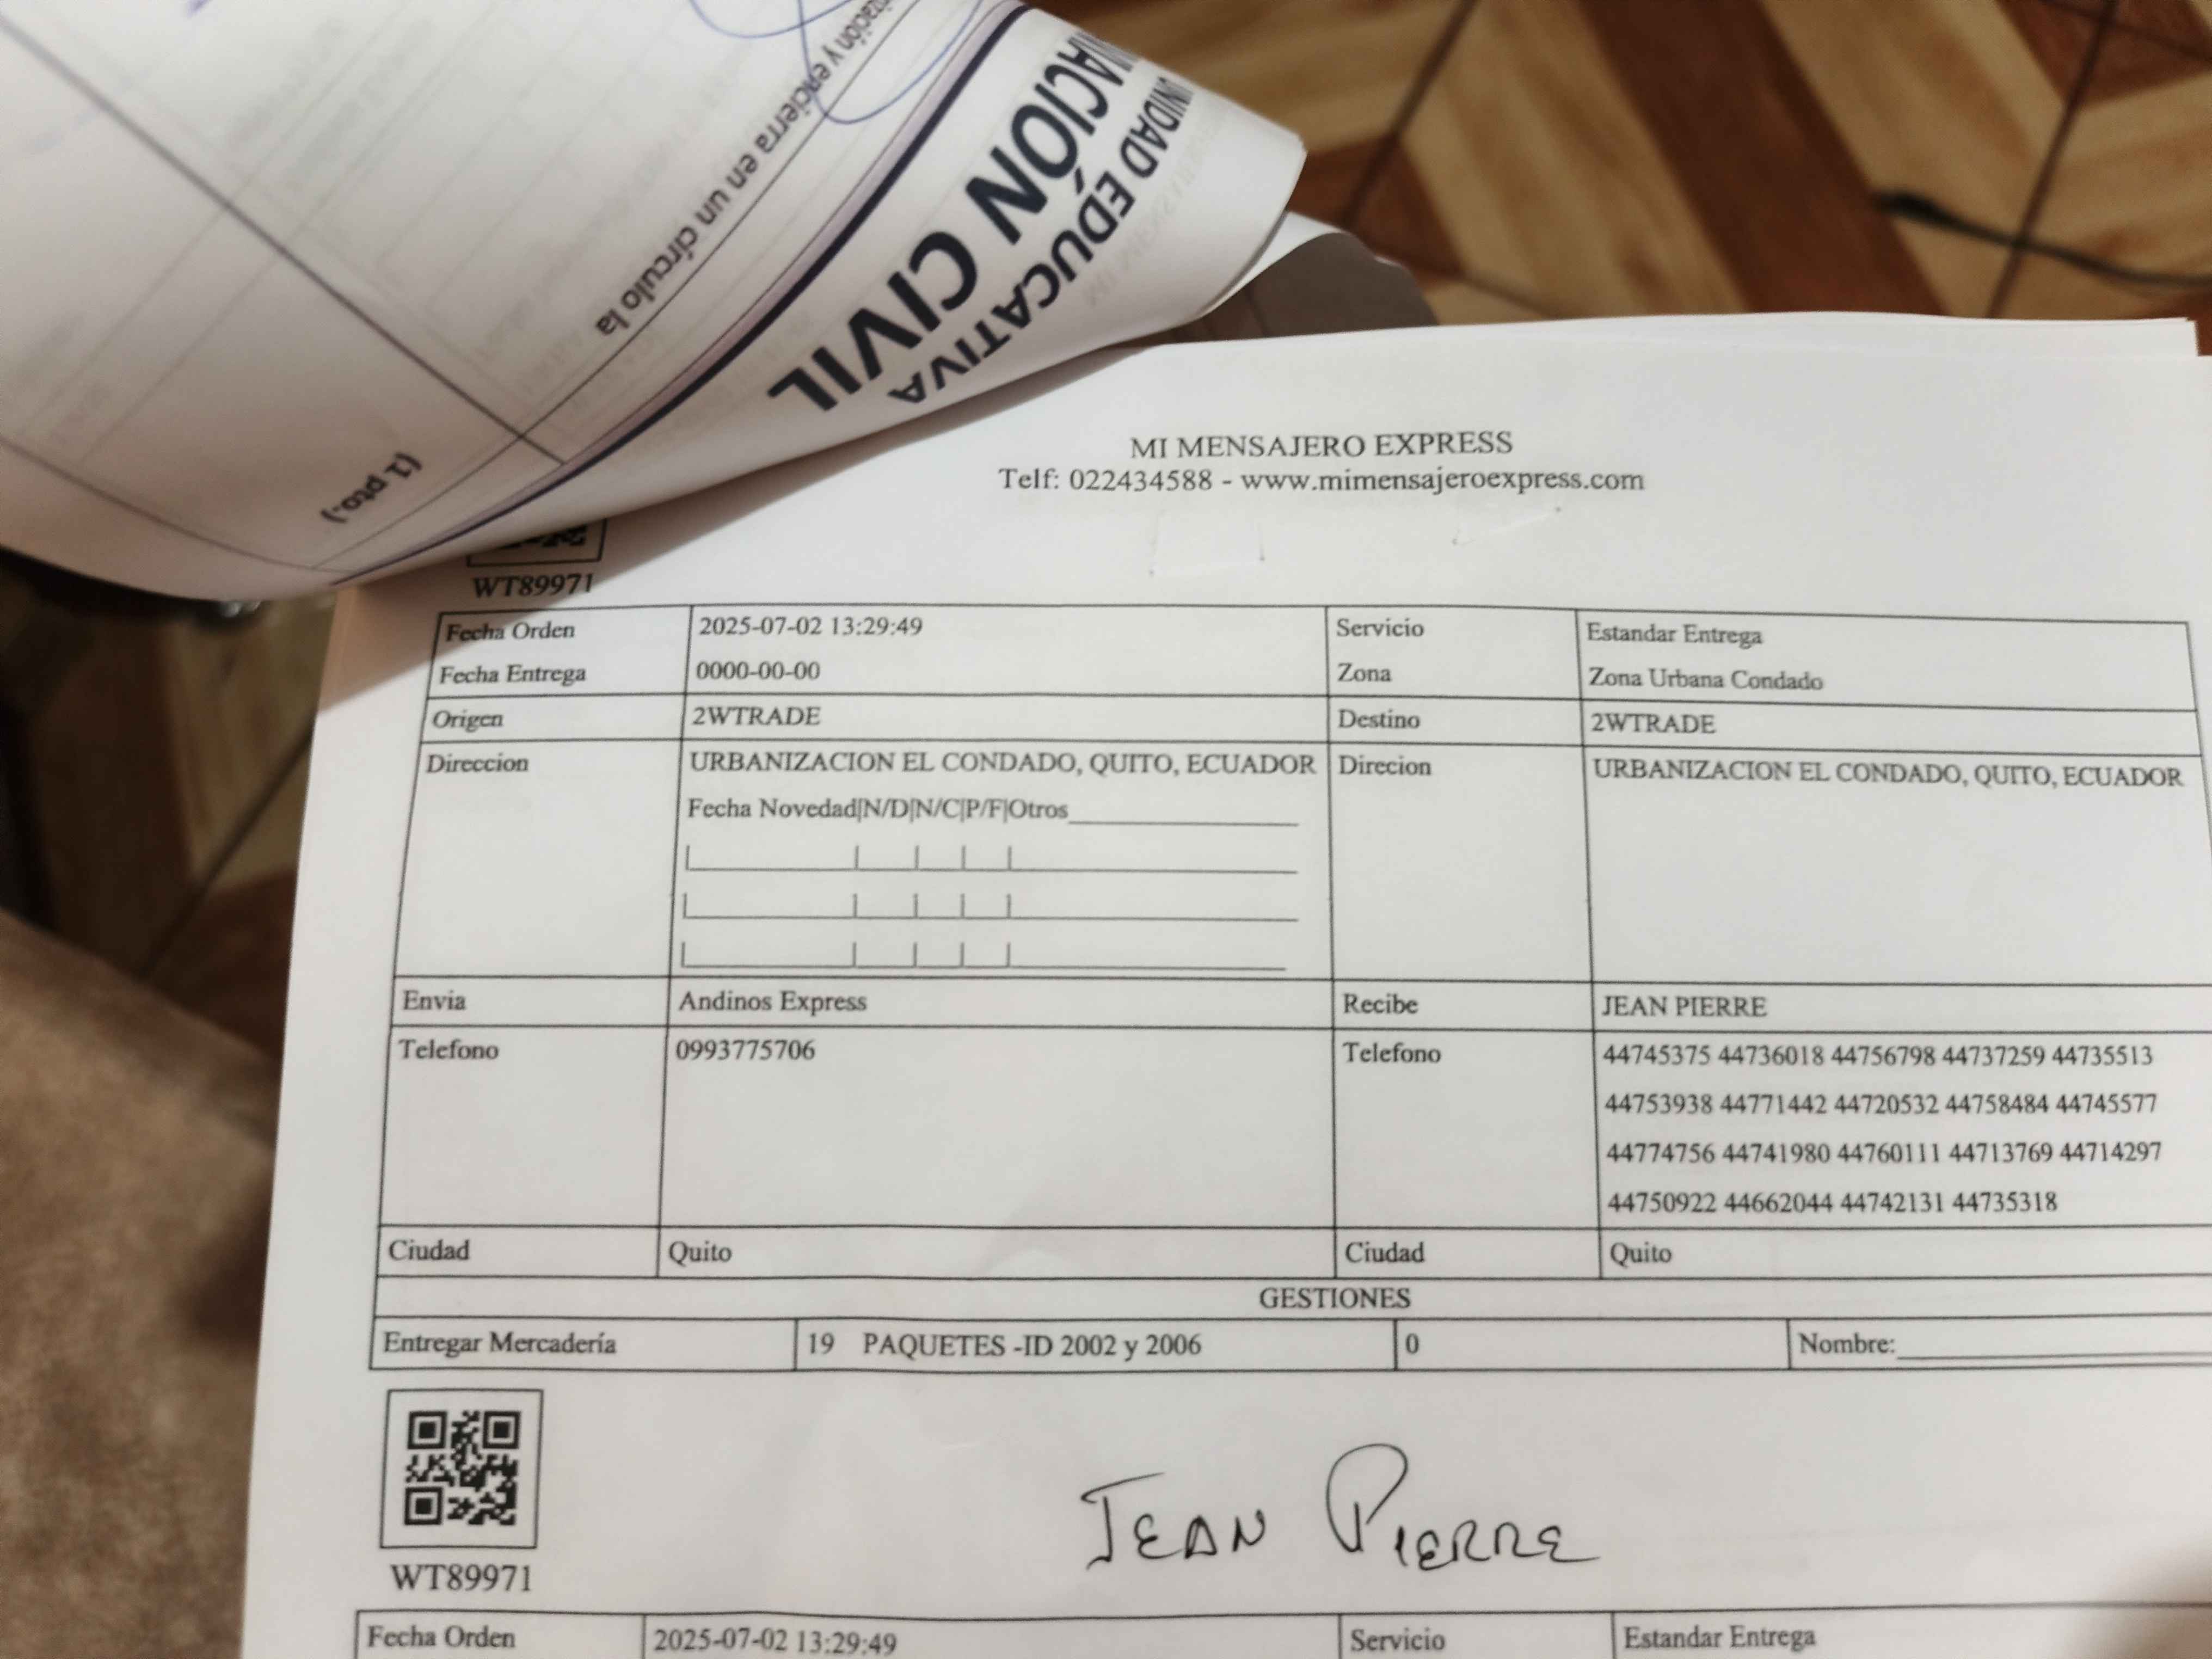 UNIDAD EDUCATIVA
CIVIL
y encierra en un círculo la
(1 pto.)
MI MENSAJERO EXPRESS
Telf: 022434588 - www.mimensajeroexpress.com
WT89971
Fecha Orden 2025-07-02 13:29:49 Servicio Estandar Entrega
Fecha Entrega 0000-00-00 Zona Zona Urbana Condado
Origen 2WTRADE Destino 2WTRADE
Direccion URBANIZACION EL CONDADO, QUITO, ECUADOR Direcion URBANIZACION EL CONDADO, QUITO, ECUADOR
Fecha Novedad|N/D|N/C|P/F|Otros
Envia Andinos Express Recibe JEAN PIERRE
Telefono 0993775706 Telefono 44745375 44736018 44756798 44737259 44735513
44753938 44771442 44720532 44758484 44745577
44774756 44741980 44760111 44713769 44714297
44750922 44662044 44742131 44735318
Ciudad Quito Ciudad Quito
GESTIONES
Entregar Mercadería 19 PAQUETES -ID 2002 y 2006 0 Nombre:
JEAN PIERRE
WT89971
Fecha Orden 2025-07-02 13:29:49 Servicio Estandar Entrega